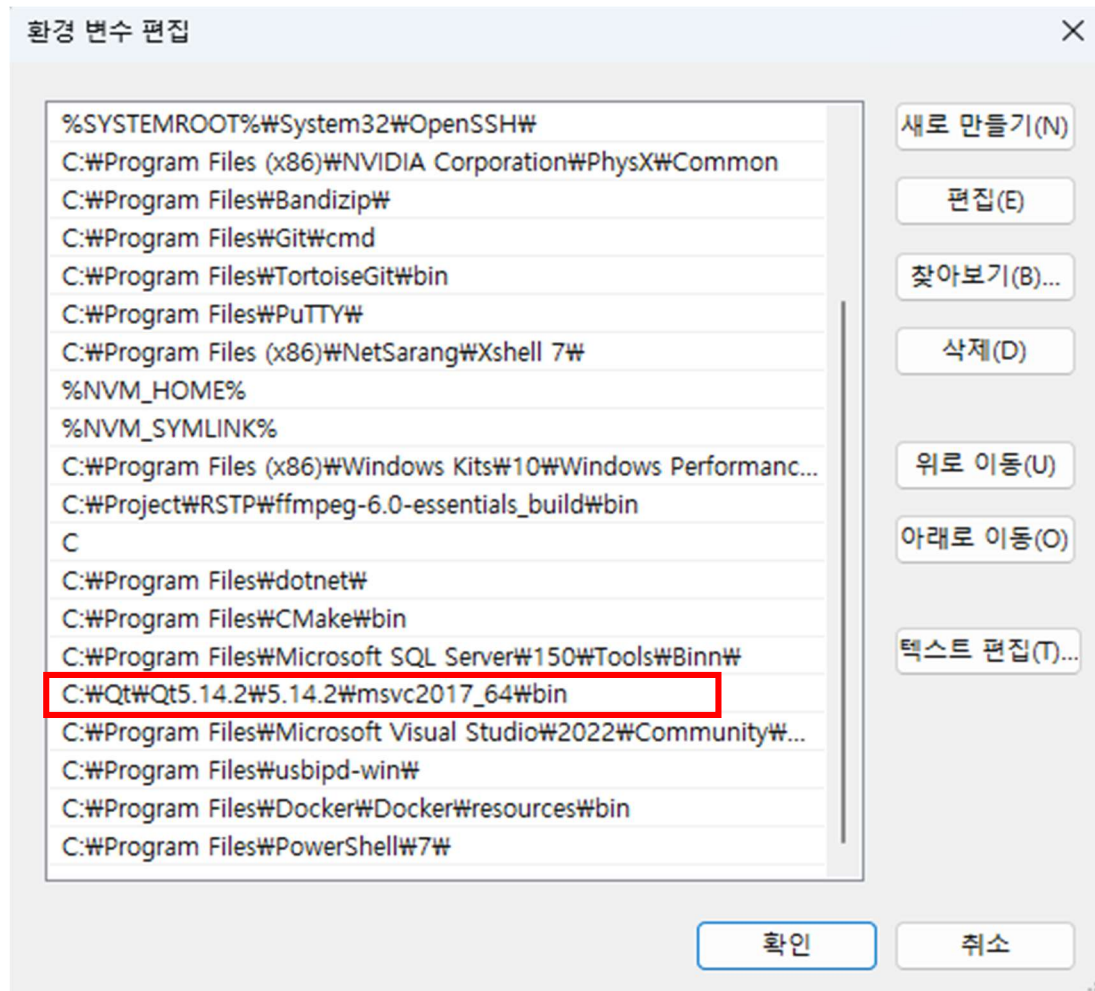 환경 변수 편집
%SYSTEMROOT%₩System32₩OpenSSH₩
C:₩Program Files (x86)₩NVIDIA Corporation₩PhysX₩Common
C:₩Program Files₩Bandizip₩
C:₩Program Files₩Git₩cmd
C:₩Program Files₩TortoiseGit₩bin
C:₩Program Files₩PuTTY₩
C:₩Program Files (x86)₩NetSarang₩Xshell 7₩
%NVM_HOME%
%NVM_SYMLINK%
C:₩Program Files (x86)₩Windows Kits₩10₩Windows Performanc...
C:₩Project₩RSTP₩ffmpeg-6.0-essentials_build₩bin
C
C:₩Program Files₩dotnet₩
C:₩Program Files₩CMake₩bin
C:₩Program Files₩Microsoft SQL Server₩150₩Tools₩Binn₩
C:₩Qt₩Qt5.14.2₩5.14.2₩msvc2017_64₩bin
C:₩Program Files₩Microsoft Visual Studio₩2022₩Community₩...
C:₩Program Files₩usbipd-win₩
C:₩Program Files₩Docker₩Docker₩resources₩bin
C:₩Program Files₩PowerShell₩7₩
새로 만들기(N)
편집(E)
찾아보기(B)...
삭제(D)
위로 이동(U)
아래로 이동(O)
텍스트 편집(T)...
확인
취소